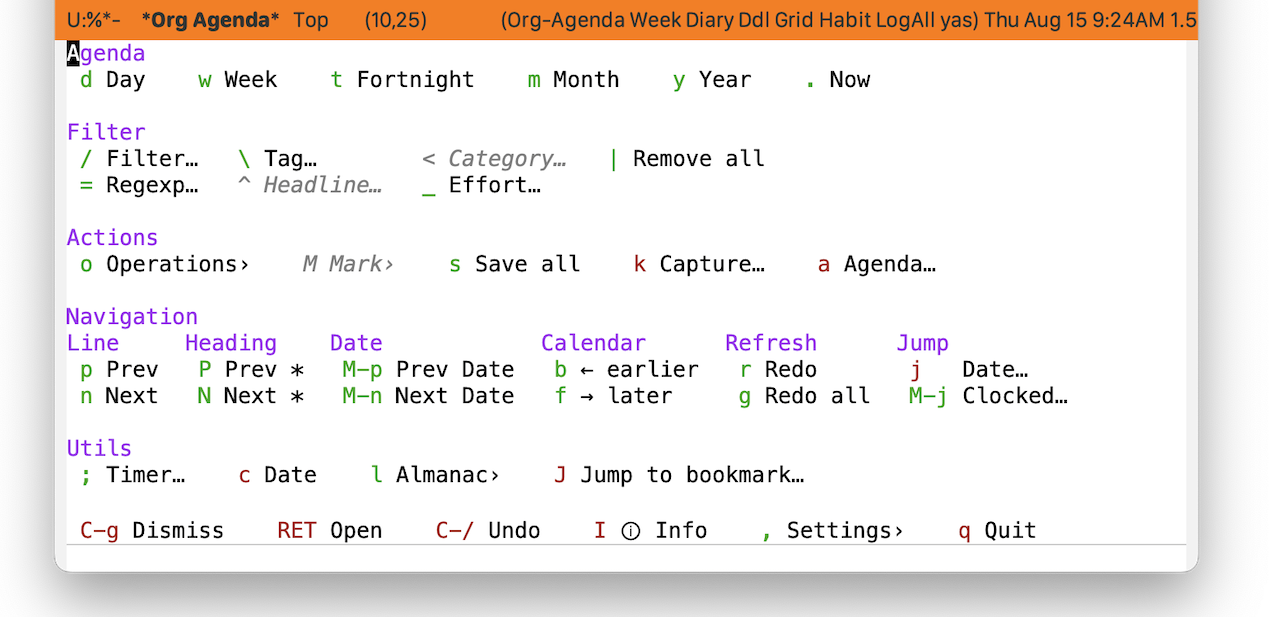 U:%*- *Org Agenda* Top (10,25) (Org-Agenda Week Diary Ddl Grid Habit LogAll yas) Thu Aug 15 9:24AM 1.5
Agenda
d Day w Week t Fortnight m Month y Year . Now
Filter
/ Filter… \ Tag… < Category… | Remove all
= Regexp… ^ Headline… _ Effort…
Actions
o Operations› M Mark› s Save all k Capture… a Agenda…
Navigation
Line Heading Date Calendar Refresh Jump
p Prev P Prev * M-p Prev Date b ← earlier r Redo j Date…
n Next N Next * M-n Next Date f → later g Redo all M-j Clocked…
Utils
; Timer… c Date l Almanac› J Jump to bookmark…
C-g Dismiss RET Open C-/ Undo I ⓘ Info , Settings› q Quit